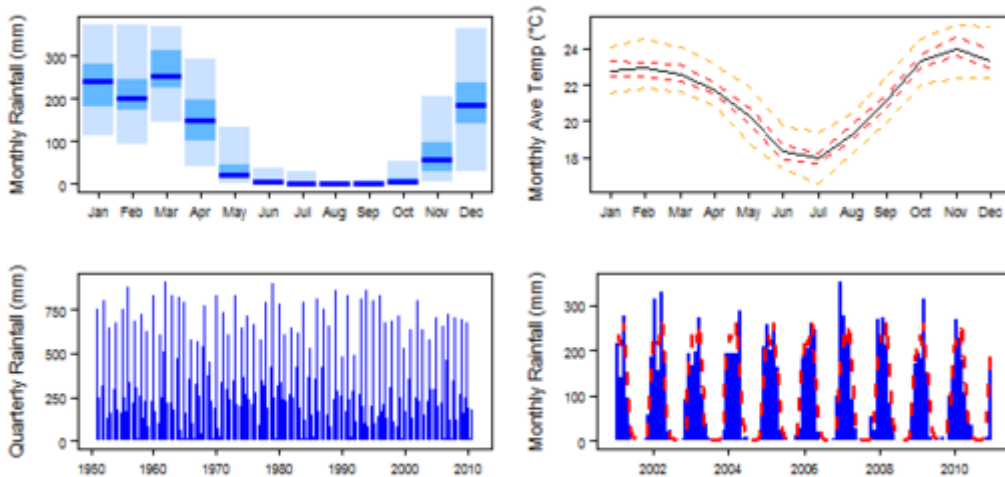 Monthly Rainfall (mm)
300
200
100
0
Jan Feb Mar Apr May Jun Jul Aug Sep Oct Nov Dec
Monthly Ave Temp (°C)
24
22
20
18
Jan Feb Mar Apr May Jun Jul Aug Sep Oct Nov Dec
Quarterly Rainfall (mm)
750
500
250
0
1950 1960 1970 1980 1990 2000 2010
Monthly Rainfall (mm)
300
200
100
0
2002 2004 2006 2008 2010